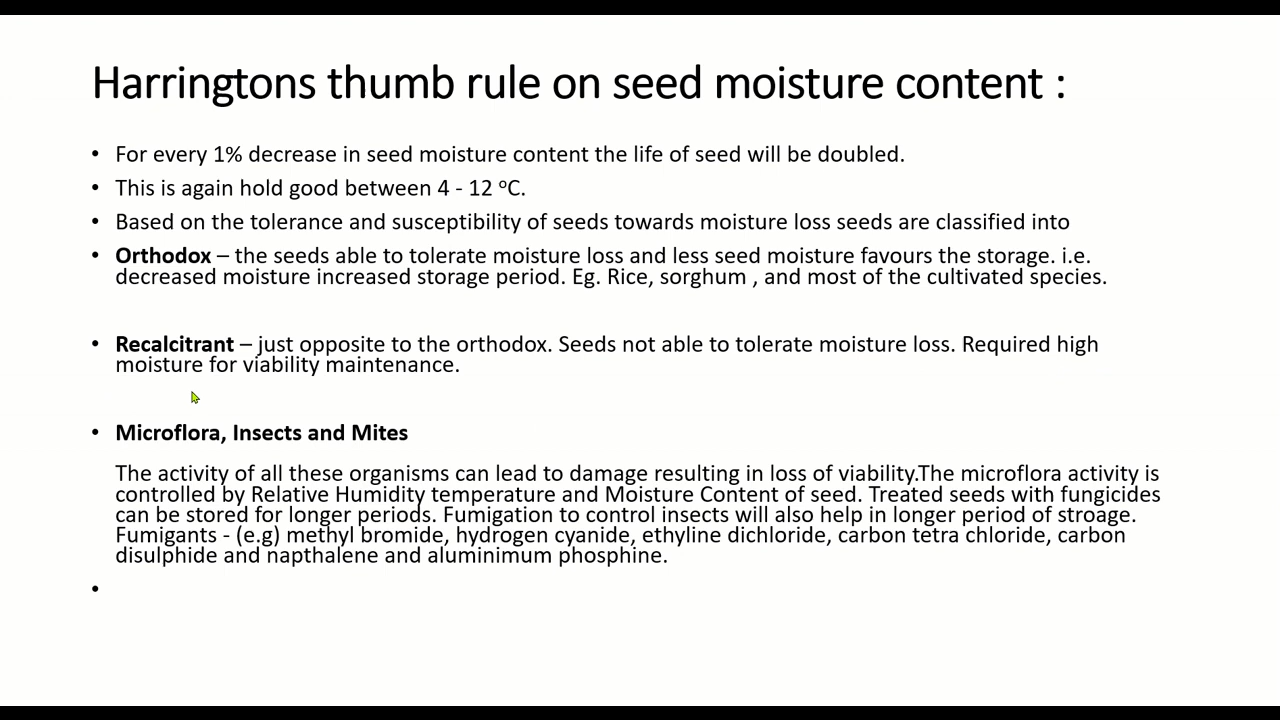 Harringtons thumb rule on seed moisture content :
• For every 1% decrease in seed moisture content the life of seed will be doubled.
• This is again hold good between 4 - 12 ºC.
• Based on the tolerance and susceptibility of seeds towards moisture loss seeds are classified into
• Orthodox – the seeds able to tolerate moisture loss and less seed moisture favours the storage. i.e.
decreased moisture increased storage period. Eg. Rice, sorghum , and most of the cultivated species.
• Recalcitrant – just opposite to the orthodox. Seeds not able to tolerate moisture loss. Required high
moisture for viability maintenance.
• Microflora, Insects and Mites
The activity of all these organisms can lead to damage resulting in loss of viability.The microflora activity is
controlled by Relative Humidity temperature and Moisture Content of seed. Treated seeds with fungicides
can be stored for longer periods. Fumigation to control insects will also help in longer period of stroage.
Fumigants - (e.g) methyl bromide, hydrogen cyanide, ethyline dichloride, carbon tetra chloride, carbon
disulphide and napthalene and aluminimum phosphine.
•